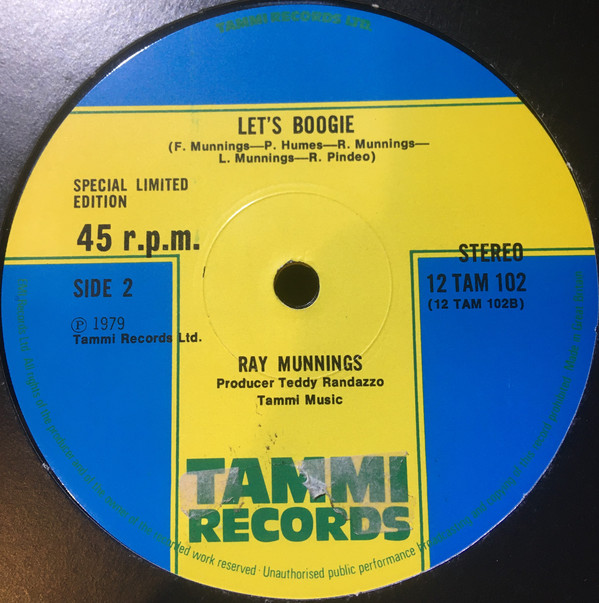 TAMMI RECORDS LTD.
LET'S BOOGIE
(F. Munnings—P. Humes—R. Munnings—
L. Munnings—R. Pindeo)
SPECIAL LIMITED
EDITION
45 r.p.m.
STEREO
SIDE 2
12 TAM 102
(12 TAM 102B)
℗ 1979
Tammi Records Ltd.
RAY MUNNINGS
Producer Teddy Randazzo
Tammi Music
TAMMI
RECORDS
recorded work reserved · Unauthorised public performance